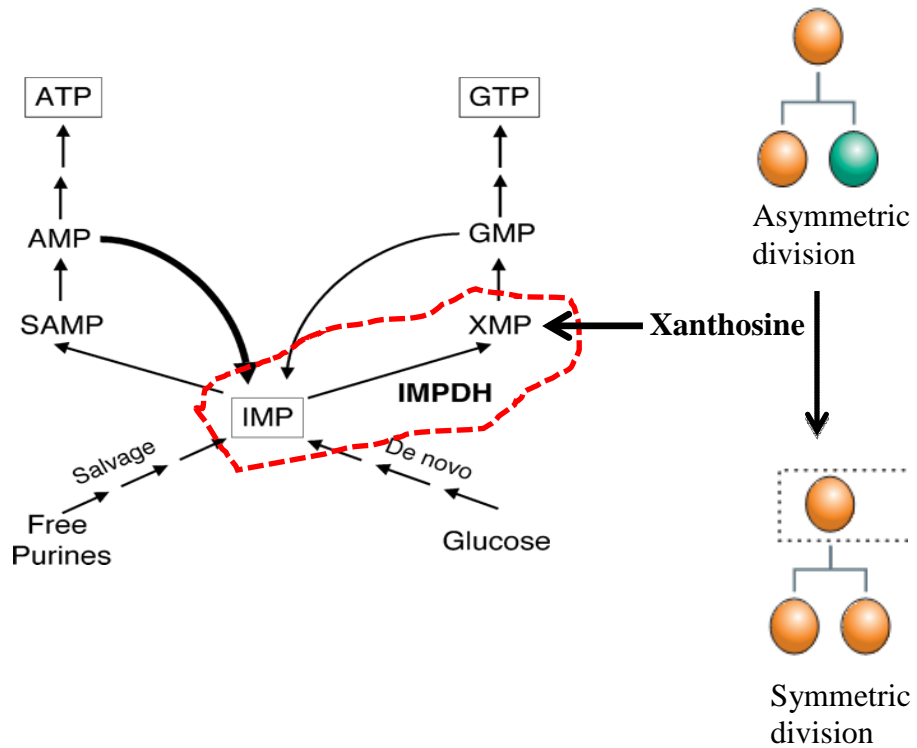 ATP
GTP
AMP
GMP
SAMP
XMP
Xanthosine
IMPDH
IMP
Salvage
De novo
Free
Purines
Glucose
Asymmetric
division
Symmetric
division